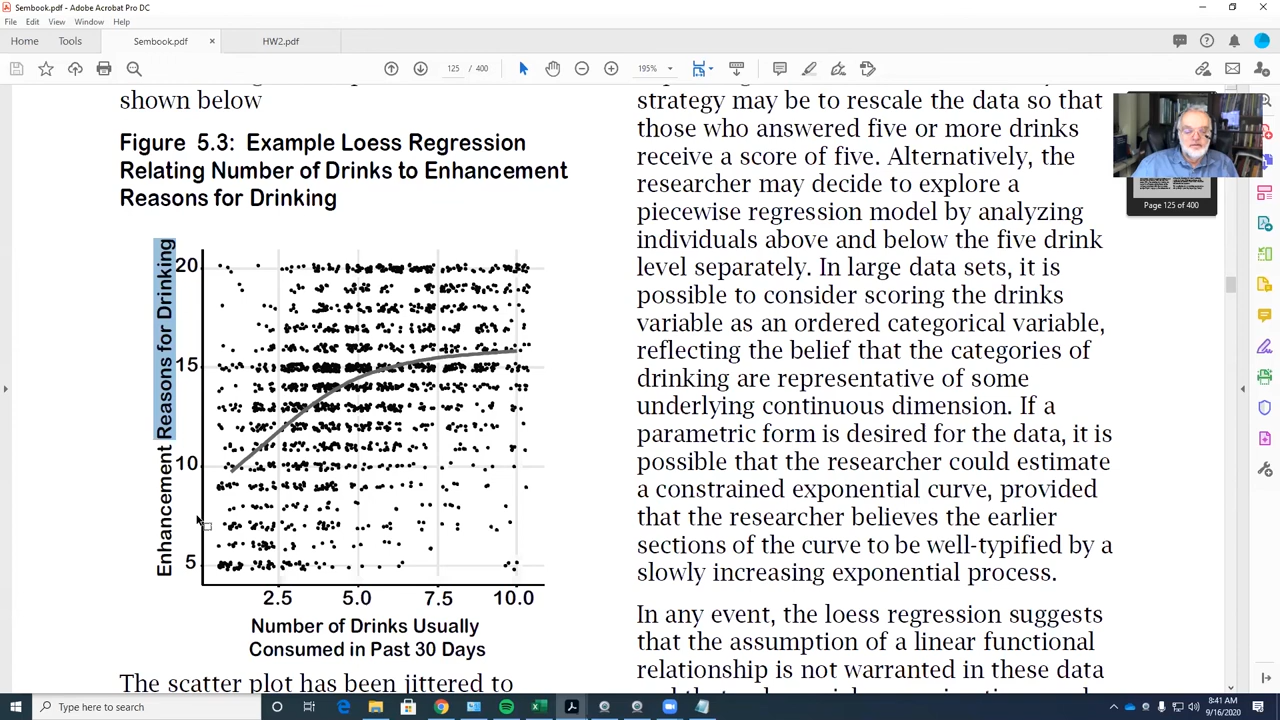 Sembook.pdf - Adobe Acrobat Pro DC
File Edit View Window Help
Home Tools Sembook.pdf × HW2.pdf
125 / 400 195%
shown below
Figure 5.3: Example Loess Regression
Relating Number of Drinks to Enhancement
Reasons for Drinking
Enhancement Reasons for Drinking
20
15
10
5
2.5 5.0 7.5 10.0
Number of Drinks Usually
Consumed in Past 30 Days
The scatter plot has been jittered to
strategy may be to rescale the data so that
those who answered five or more drinks
receive a score of five. Alternatively, the
researcher may decide to explore a
piecewise regression model by analyzing
individuals above and below the five drink
level separately. In large data sets, it is
possible to consider scoring the drinks
variable as an ordered categorical variable,
reflecting the belief that the categories of
drinking are representative of some
underlying continuous dimension. If a
parametric form is desired for the data, it is
possible that the researcher could estimate
a constrained exponential curve, provided
that the researcher believes the earlier
sections of the curve to be well-typified by a
slowly increasing exponential process.
In any event, the loess regression suggests
that the assumption of a linear functional
relationship is not warranted in these data
Page 125 of 400
Type here to search
8:41 AM
9/16/2020